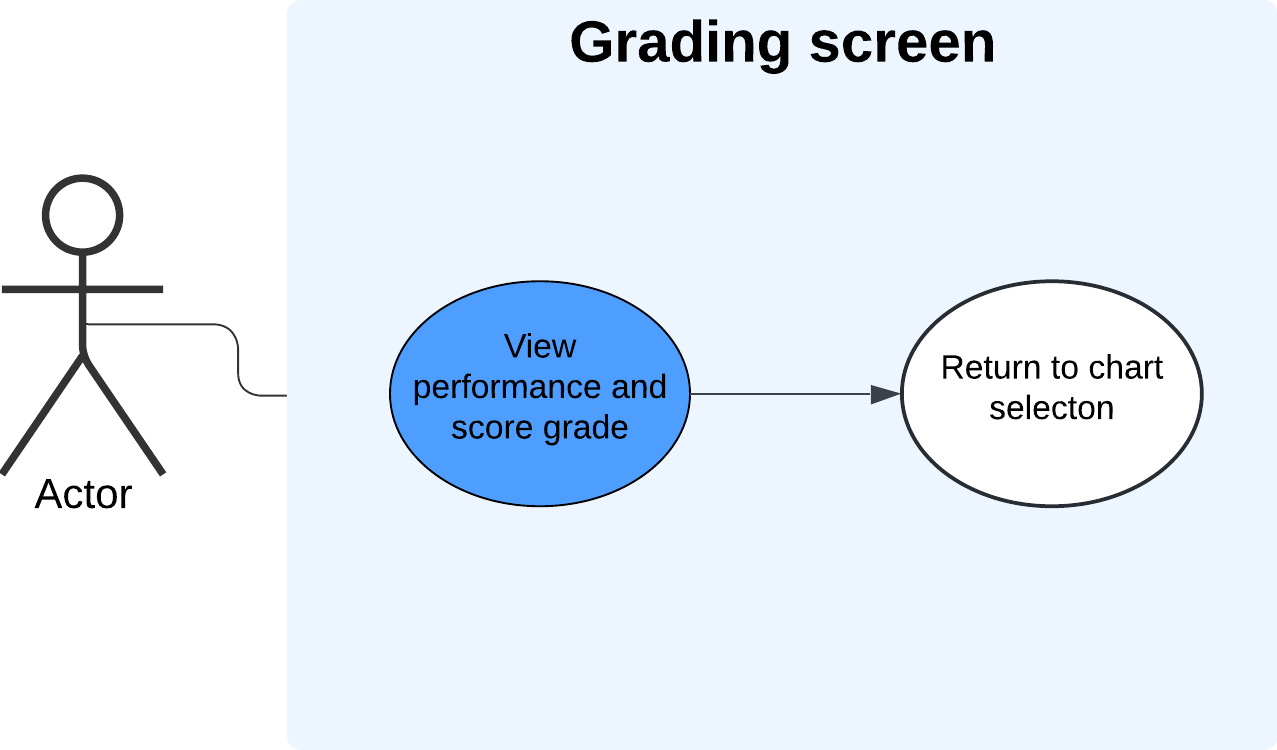 Grading screen
View
performance and
score grade
Return to chart
selecton
Actor